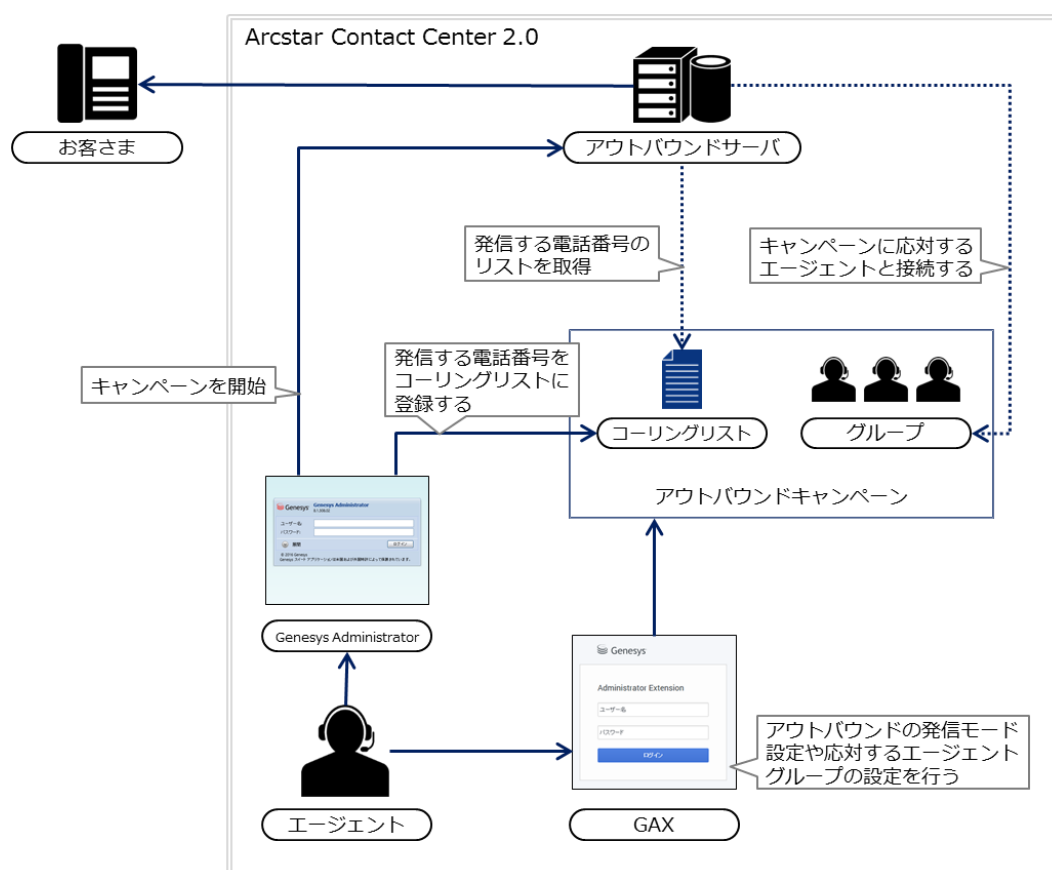 Arcstar Contact Center 2.0
お客さま
アウトバウンドサーバ
発信する電話番号の
リストを取得
キャンペーンに応対する
エージェントと接続する
キャンペーンを開始
発信する電話番号を
コーリングリストに
登録する
コーリングリスト
グループ
アウトバウンドキャンペーン
Genesys
Genesys Administrator
ユーザー名:
パスワード:
展開
ログイン
© 2016 Genesys
Genesys Administrator
Genesys
Administrator Extension
ユーザー名
パスワード
ログイン
アウトバウンドの発信モード
設定や応対するエージェント
グループの設定を行う
エージェント
GAX